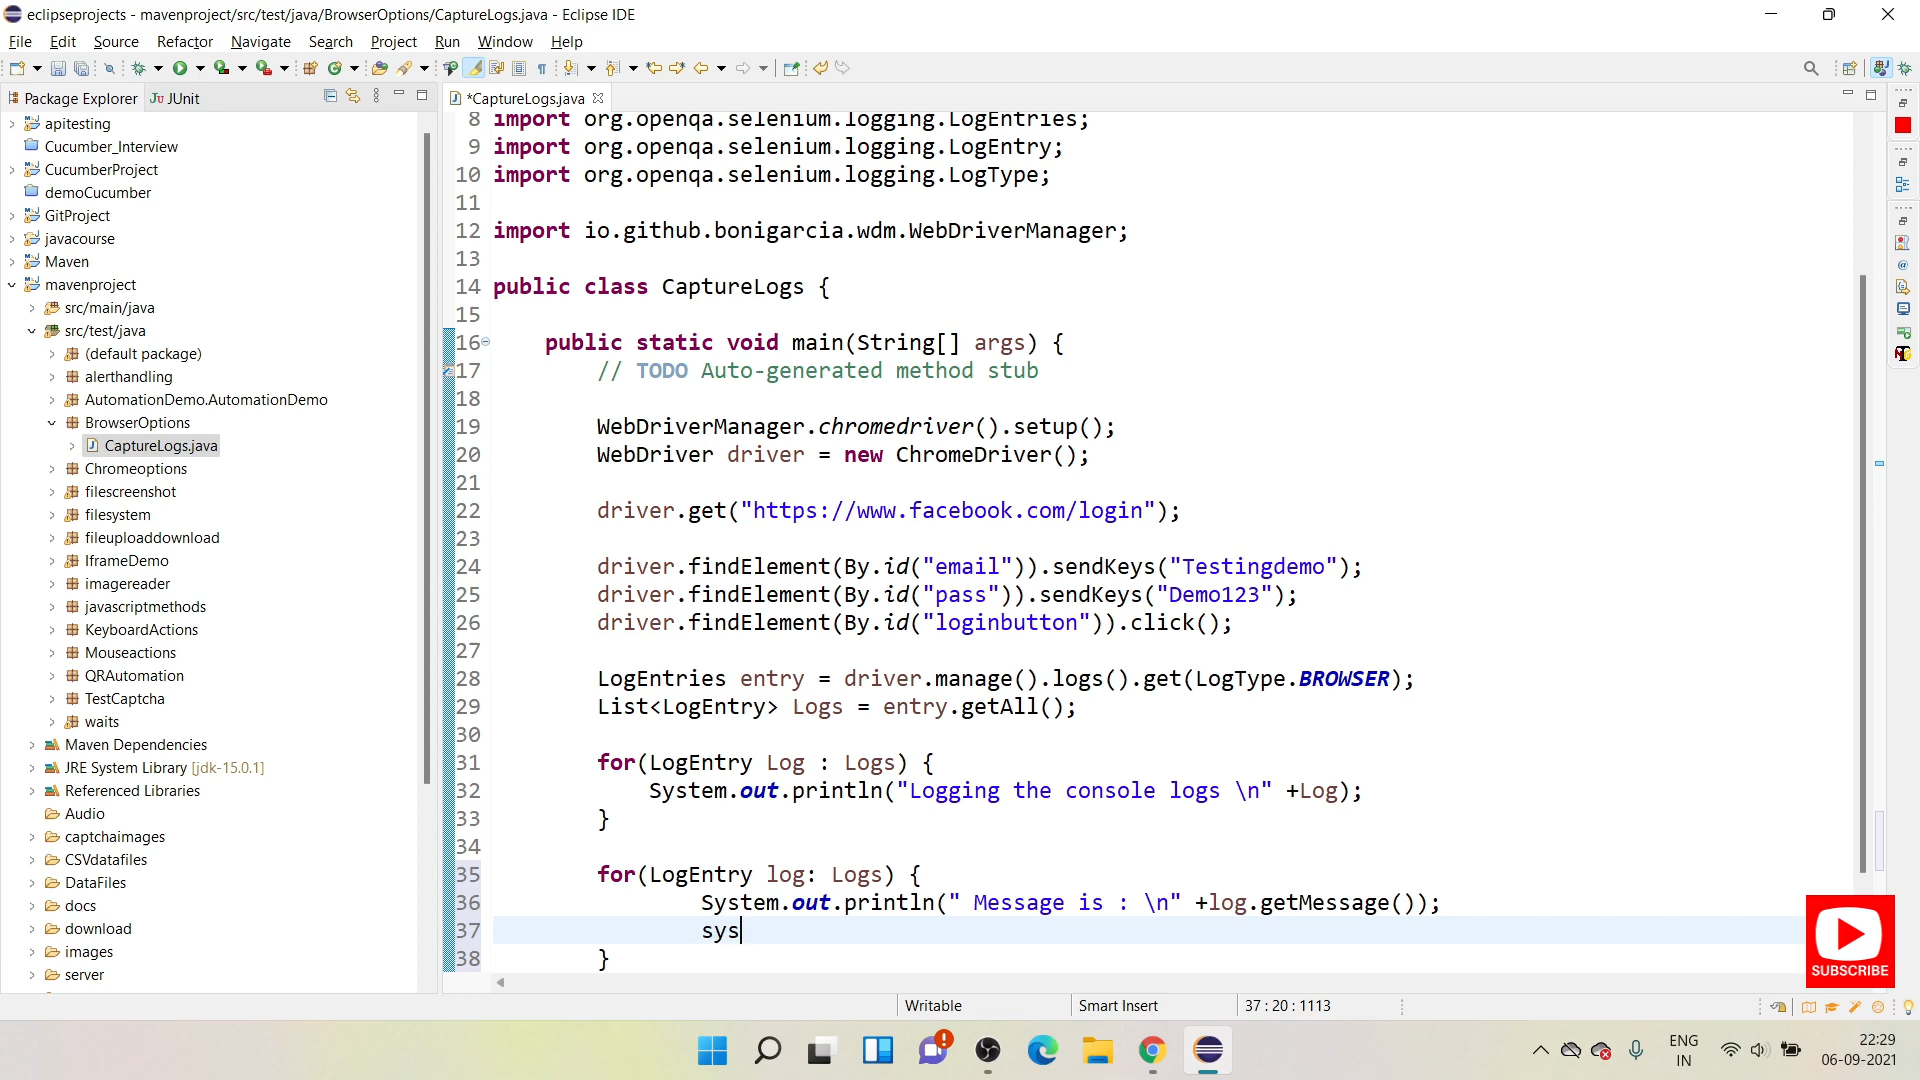 eclipseprojects - mavenproject/src/test/java/BrowserOptions/CaptureLogs.java - Eclipse IDE
File Edit Source Refactor Navigate Search Project Run Window Help
Package Explorer
JUnit
*CaptureLogs.java
apitesting
Cucumber_Interview
CucumberProject
demoCucumber
GitProject
javacourse
Maven
mavenproject
src/main/java
src/test/java
(default package)
alerthandling
AutomationDemo.AutomationDemo
BrowserOptions
CaptureLogs.java
Chromeoptions
filescreenshot
filesystem
fileuploaddownload
IframeDemo
imagereader
javascriptmethods
KeyboardActions
Mouseactions
QRAutomation
TestCaptcha
waits
Maven Dependencies
JRE System Library [jdk-15.0.1]
Referenced Libraries
Audio
captchaimages
CSVdatafiles
DataFiles
docs
download
images
server
8 import org.openqa.selenium.logging.LogEntries;
9 import org.openqa.selenium.logging.LogEntry;
10 import org.openqa.selenium.logging.LogType;
11
12 import io.github.bonigarcia.wdm.WebDriverManager;
13
14 public class CaptureLogs {
15
16 public static void main(String[] args) {
17 // TODO Auto-generated method stub
18
19 WebDriverManager.chromedriver().setup();
20 WebDriver driver = new ChromeDriver();
21
22 driver.get("https://www.facebook.com/login");
23
24 driver.findElement(By.id("email")).sendKeys("Testingdemo");
25 driver.findElement(By.id("pass")).sendKeys("Demo123");
26 driver.findElement(By.id("loginbutton")).click();
27
28 LogEntries entry = driver.manage().logs().get(LogType.BROWSER);
29 List<LogEntry> Logs = entry.getAll();
30
31 for(LogEntry Log : Logs) {
32 System.out.println("Logging the console logs \n" +Log);
33 }
34
35 for(LogEntry log: Logs) {
36 System.out.println(" Message is : \n" +log.getMessage());
37 sys
38 }
SUBSCRIBE
Writable
Smart Insert
37 : 20 : 1113
ENG
IN
22:29
06-09-2021